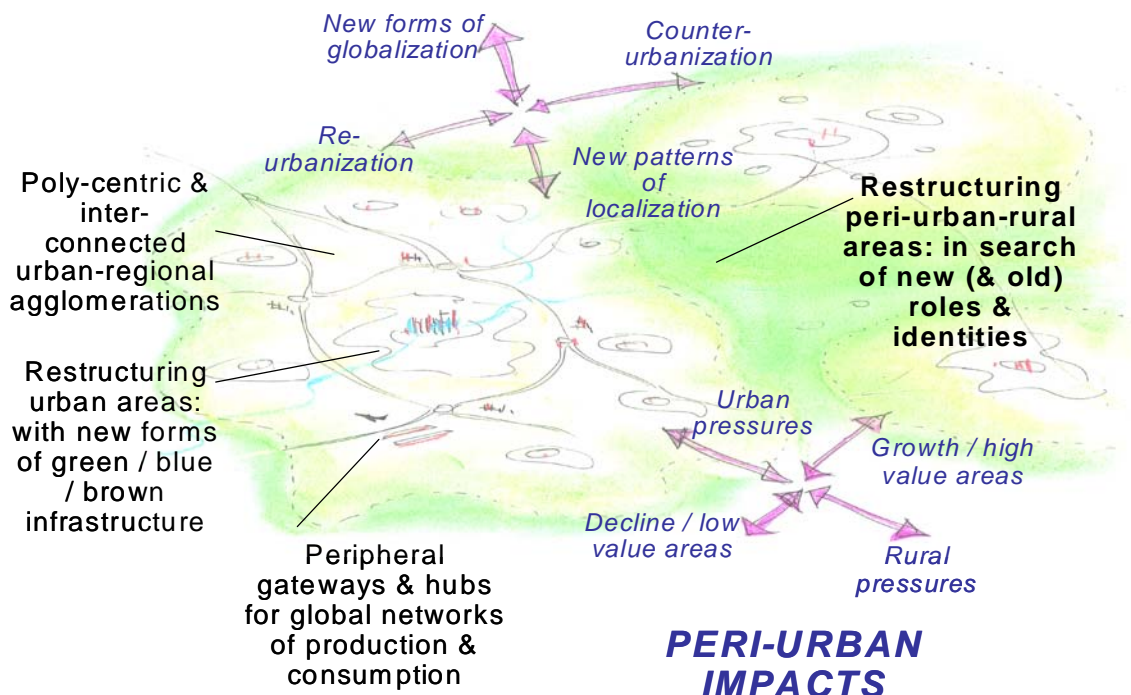 New forms of
globalization
Counter-
urbanization
Re-
urbanization
New patterns
of
localization
Poly-centric &
inter-
connected
urban-regional
agglomerations
Restructuring
peri-urban-rural
areas: in search
of new (& old)
roles &
identities
Restructuring
urban areas:
with new forms
of green / blue
/ brown
infrastructure
Urban
pressures
Growth / high
value areas
Decline / low
value areas
Rural
pressures
Peripheral
gateways & hubs
for global networks
of production &
consumption
PERI-URBAN
IMPACTS